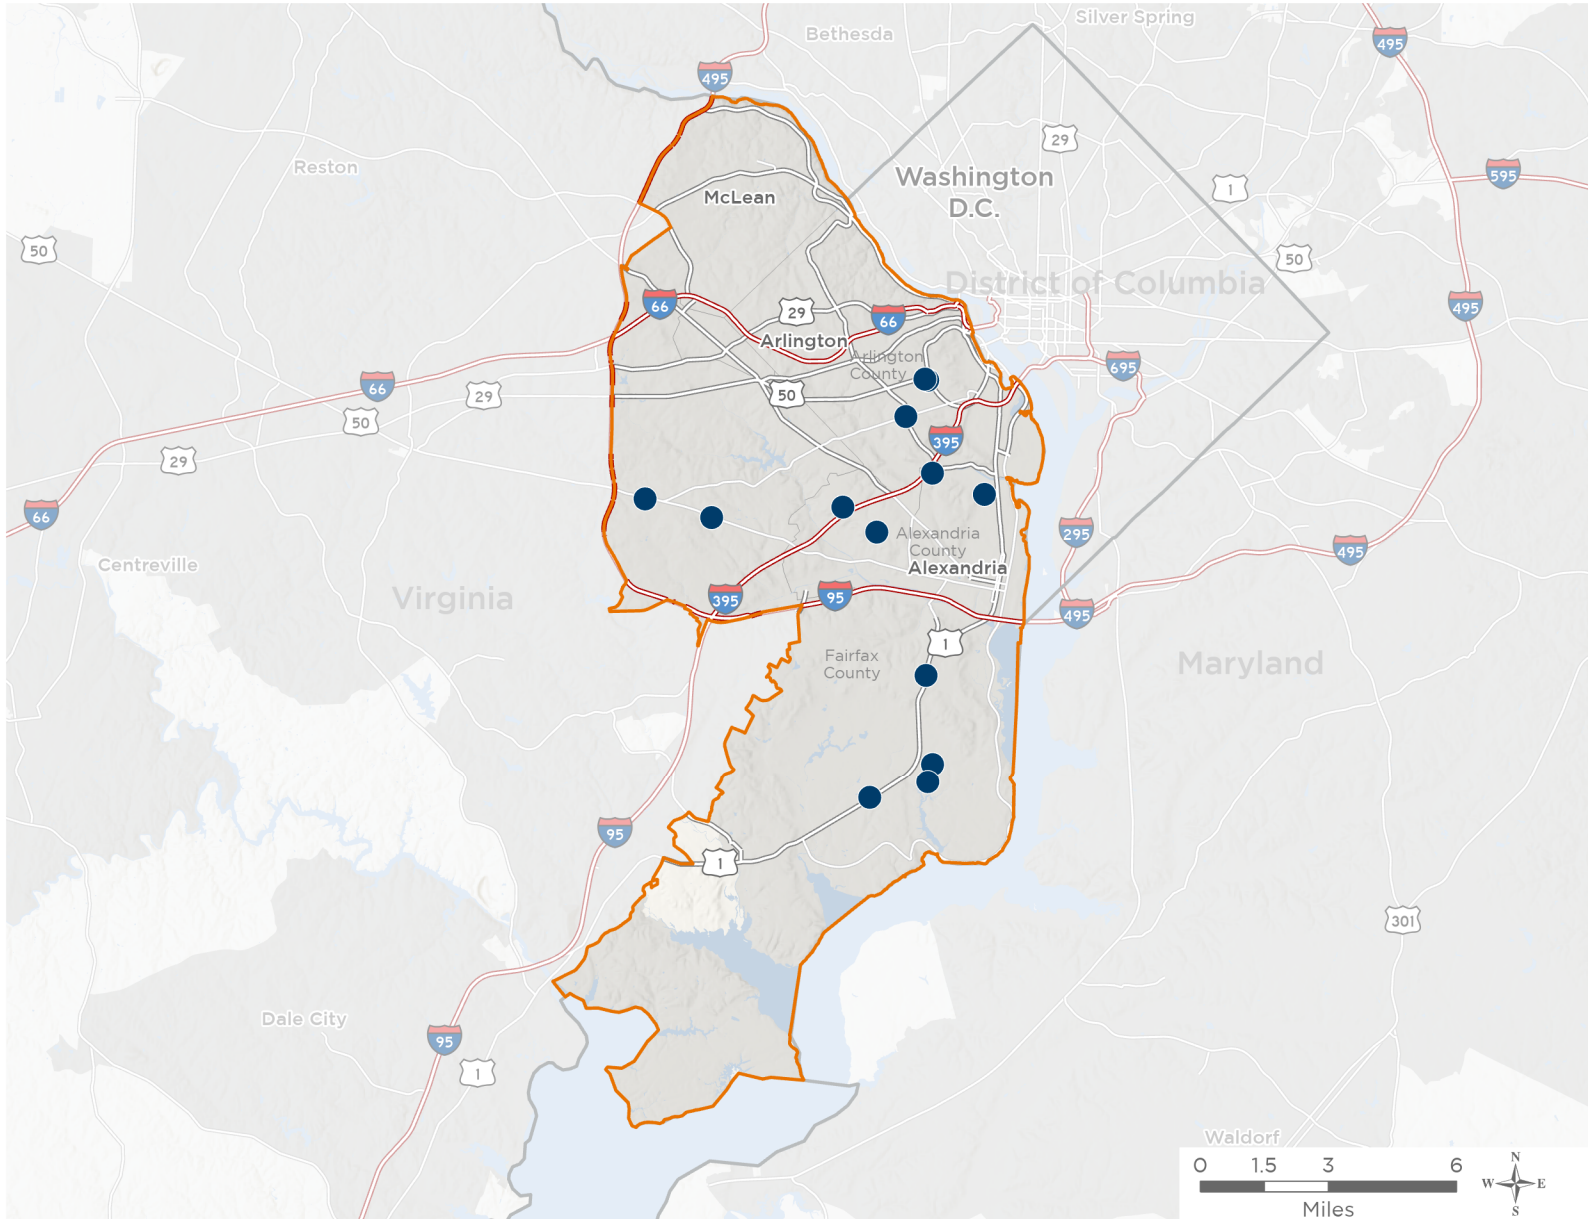 Silver Spring
Bethesda
495
495
29
Reston
595
Washington
D.C.
McLean
1
50
50
District of Columbia
66
29
66
495
Arlington
Arlington
County
695
66
50
29
50
395
29
66
295
Alexandria
County
495
Centreville
Alexandria
Virginia
395
95
495
1
Fairfax
County
Maryland
95
1
301
Dale City
95
1
Waldorf
0 1.5 3 6
Miles
N
W E
S